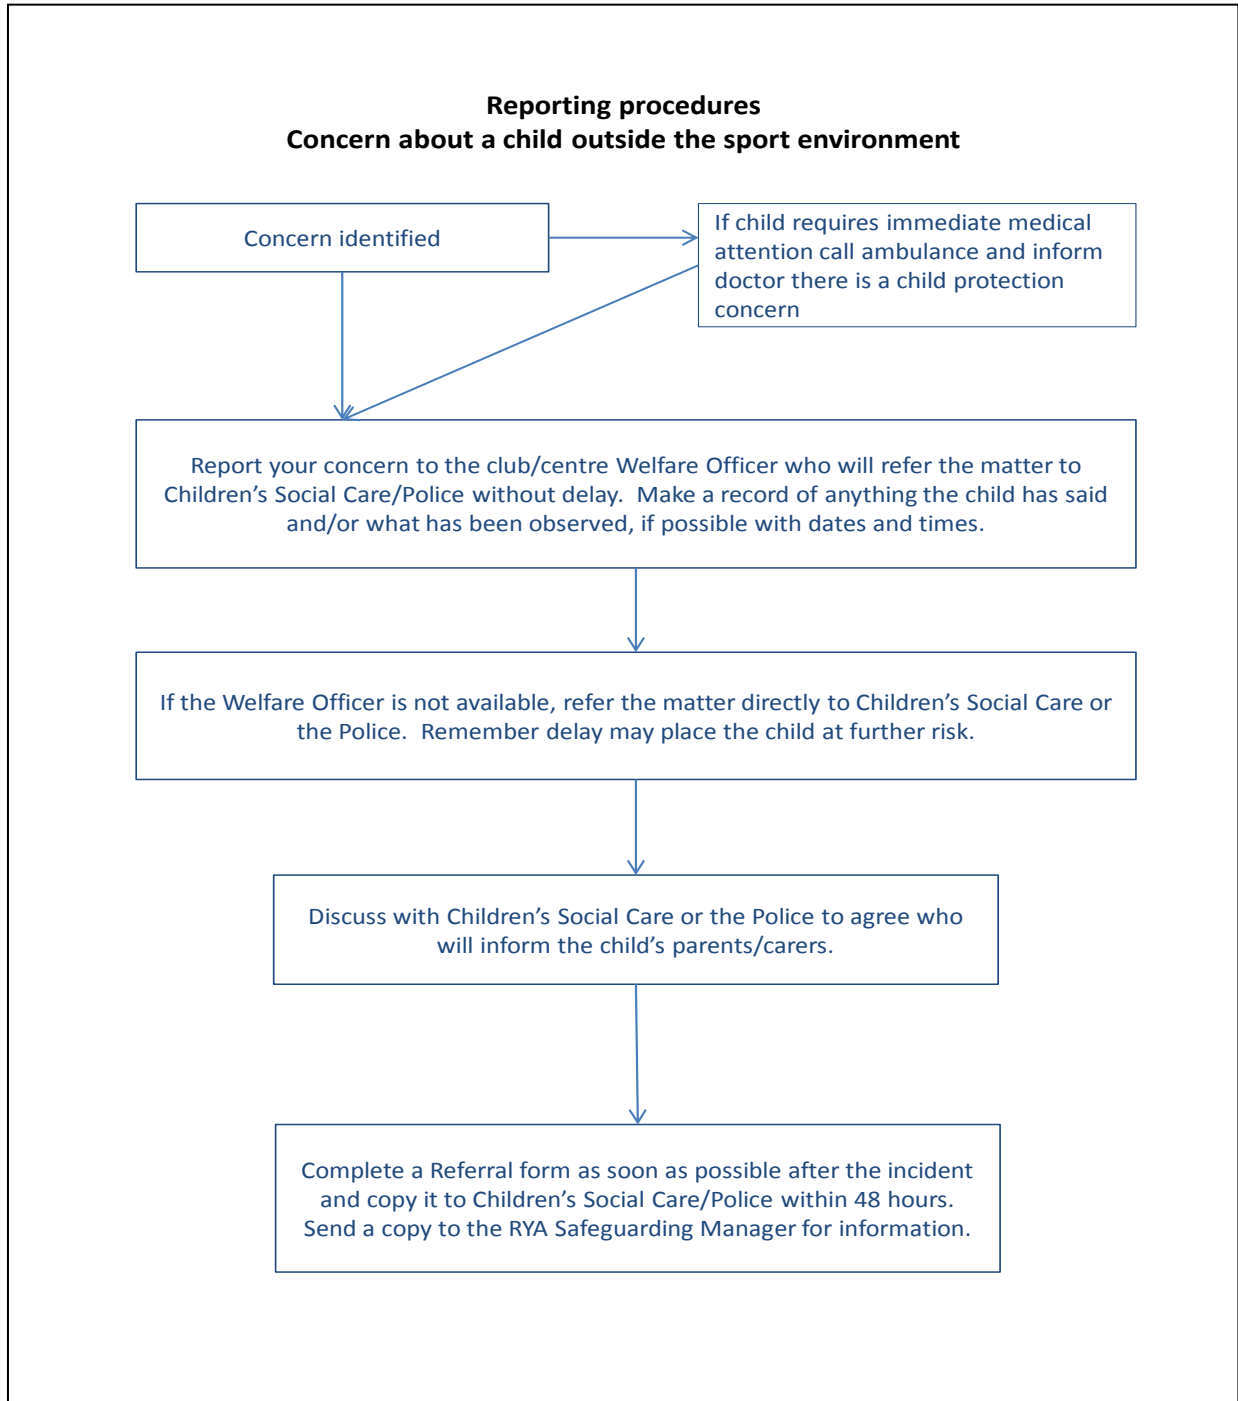 Reporting procedures
Concern about a child outside the sport environment
Concern identified
If child requires immediate medical
attention call ambulance and inform
doctor there is a child protection
concern
Report your concern to the club/centre Welfare Officer who will refer the matter to
Children’s Social Care/Police without delay.  Make a record of anything the child has said
and/or what has been observed, if possible with dates and times.
If the Welfare Officer is not available, refer the matter directly to Children’s Social Care or
the Police.  Remember delay may place the child at further risk.
Discuss with Children’s Social Care or the Police to agree who
will inform the child’s parents/carers.
Complete a Referral form as soon as possible after the incident
and copy it to Children’s Social Care/Police within 48 hours.
Send a copy to the RYA Safeguarding Manager for information.